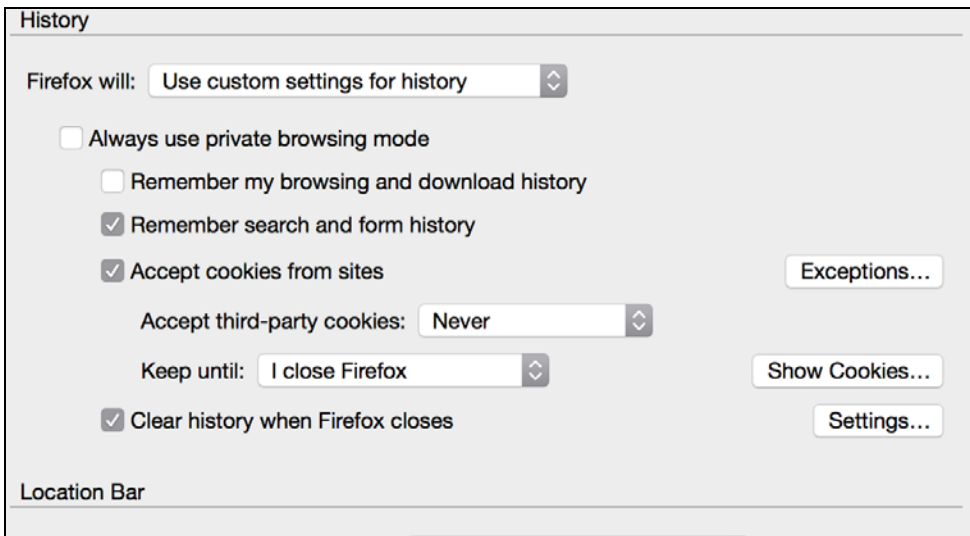 History
Firefox will: Use custom settings for history
Always use private browsing mode
Remember my browsing and download history
Remember search and form history
Accept cookies from sites Exceptions...
Accept third-party cookies: Never
Keep until: I close Firefox Show Cookies...
Clear history when Firefox closes Settings...
Location Bar